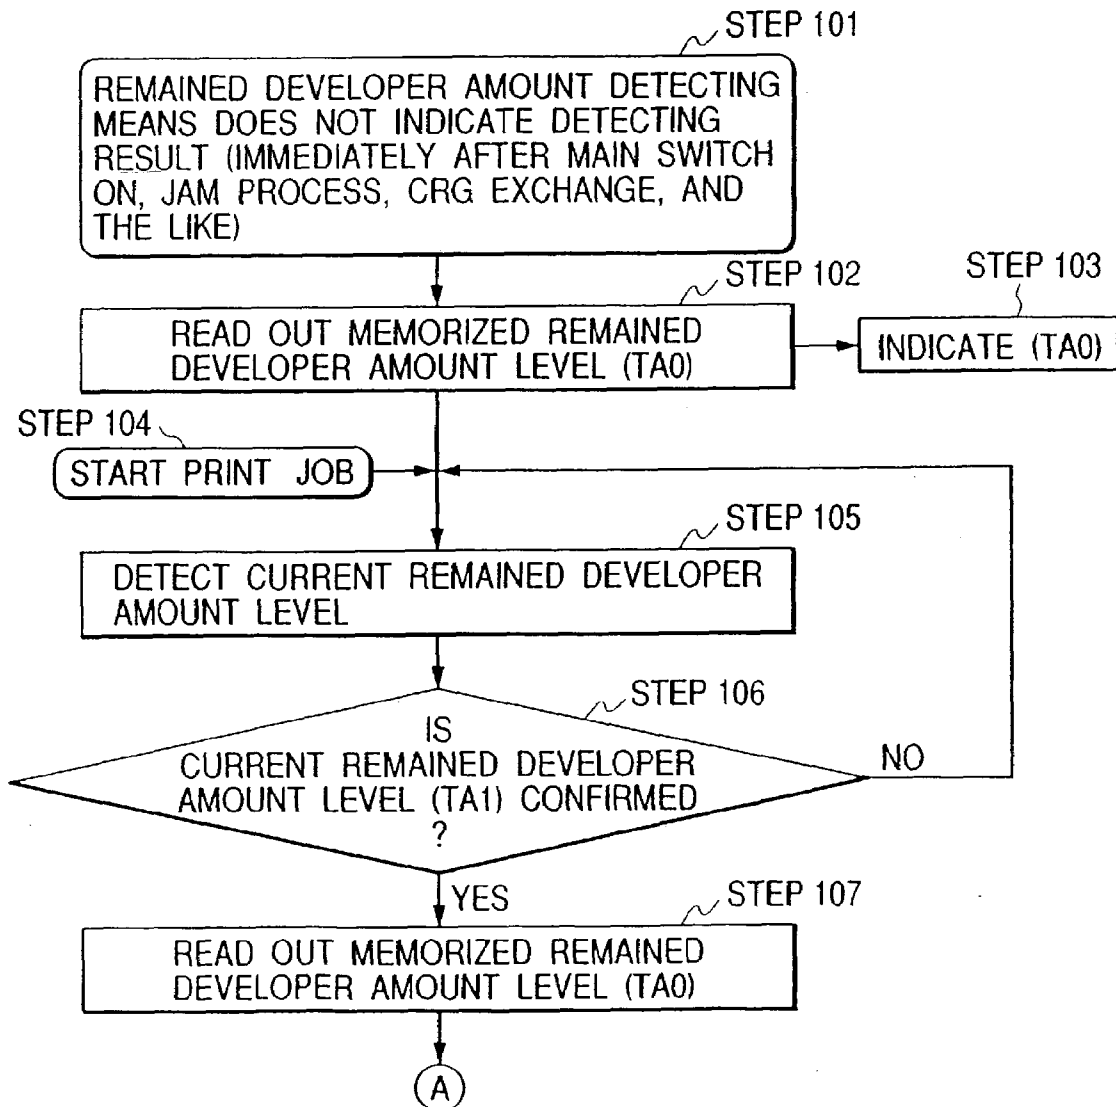 STEP 101
REMAINED DEVELOPER AMOUNT DETECTING
MEANS DOES NOT INDICATE DETECTING
RESULT (IMMEDIATELY AFTER MAIN SWITCH
ON, JAM PROCESS, CRG EXCHANGE, AND
THE LIKE)
STEP 102
READ OUT MEMORIZED REMAINED
DEVELOPER AMOUNT LEVEL (TA0)
STEP 103
INDICATE (TA0)
STEP 104
START PRINT JOB
STEP 105
DETECT CURRENT REMAINED DEVELOPER
AMOUNT LEVEL
STEP 106
IS
CURRENT REMAINED DEVELOPER
AMOUNT LEVEL (TA1) CONFIRMED
?
NO
YES
STEP 107
READ OUT MEMORIZED REMAINED
DEVELOPER AMOUNT LEVEL (TA0)
A